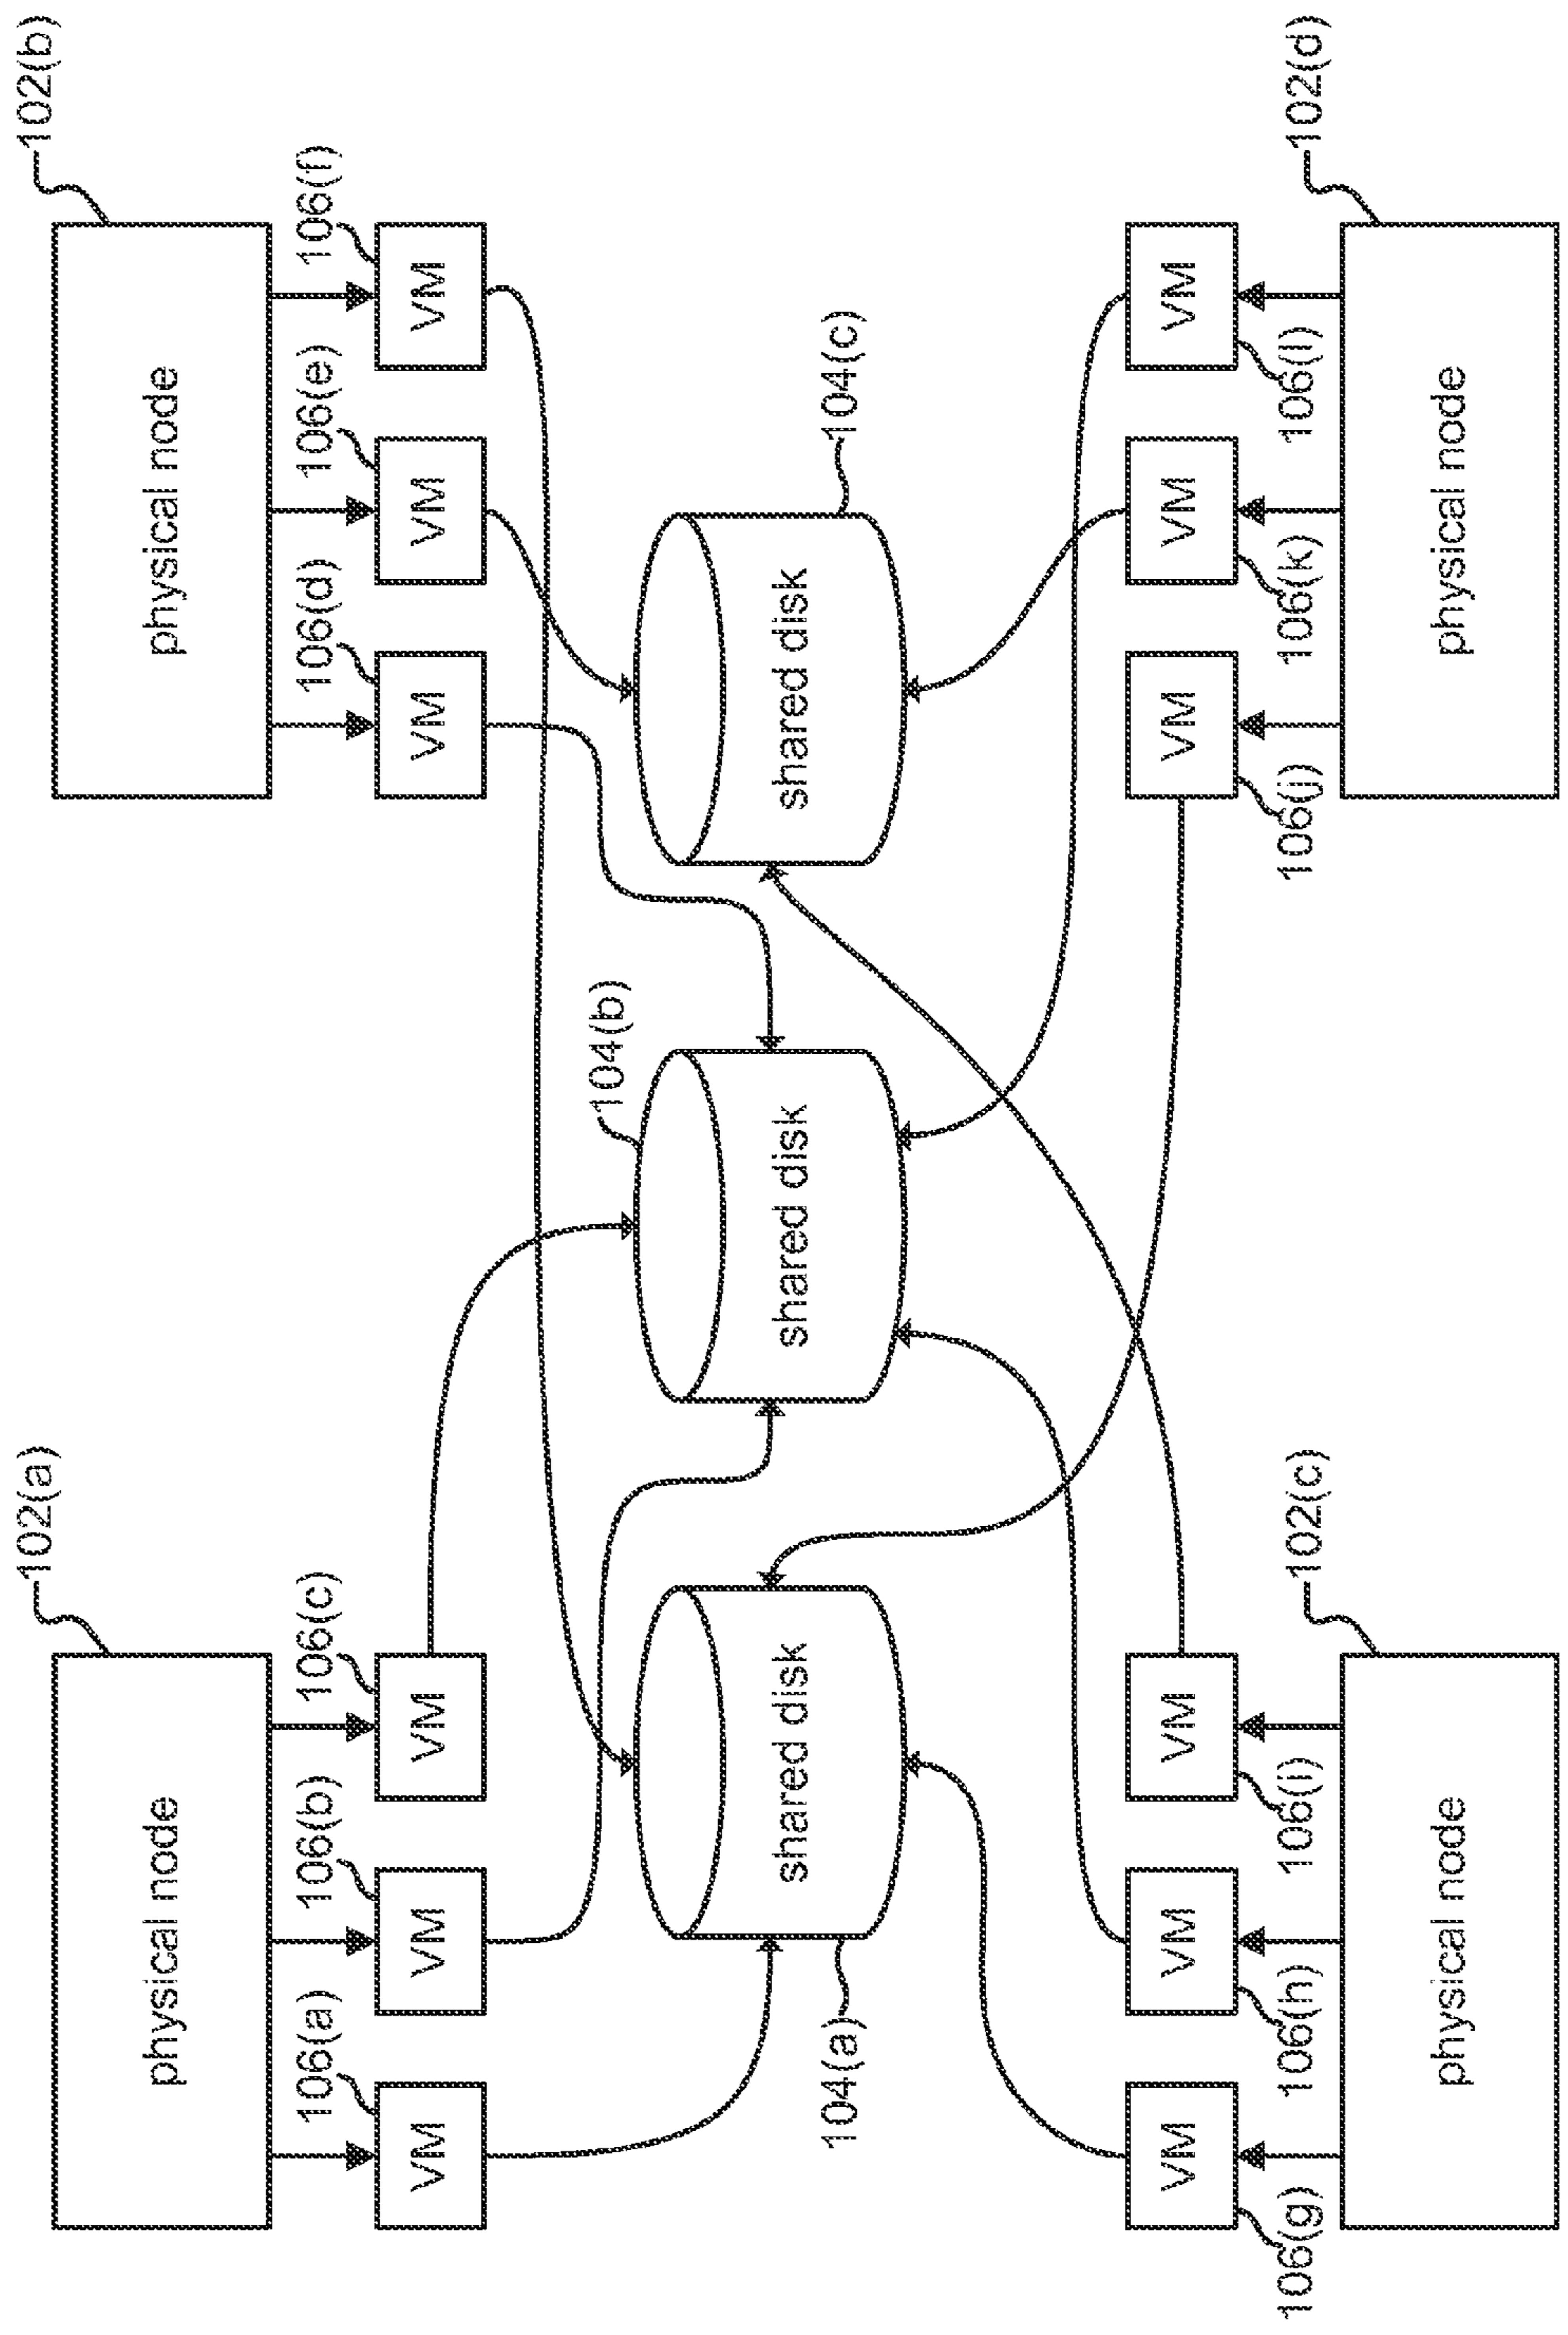 102(a)
102(b)
physical node
physical node
106(a)
106(b)
106(c)
106(d)
106(e)
106(f)
VM
VM
VM
VM
VM
VM
104(b)
shared disk
shared disk
shared disk
104(a)
104(c)
VM
VM
VM
VM
VM
VM
106(g)
106(h)
106(i)
106(j)
106(k)
106(l)
102(c)
102(d)
physical node
physical node